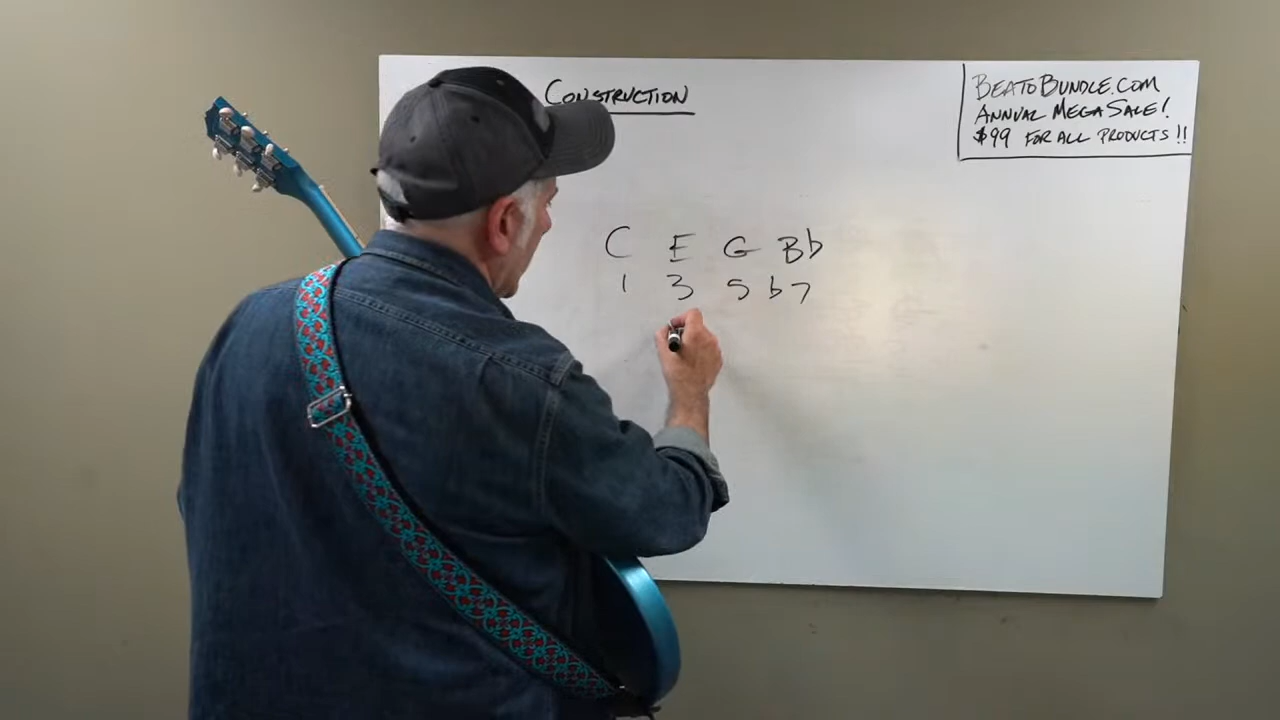 CONSTRUCTION
BEATOBUNDLE.COM
ANNUAL MEGA SALE!
$99 FOR ALL PRODUCTS!!
C E G Bb
1 3 5 b7